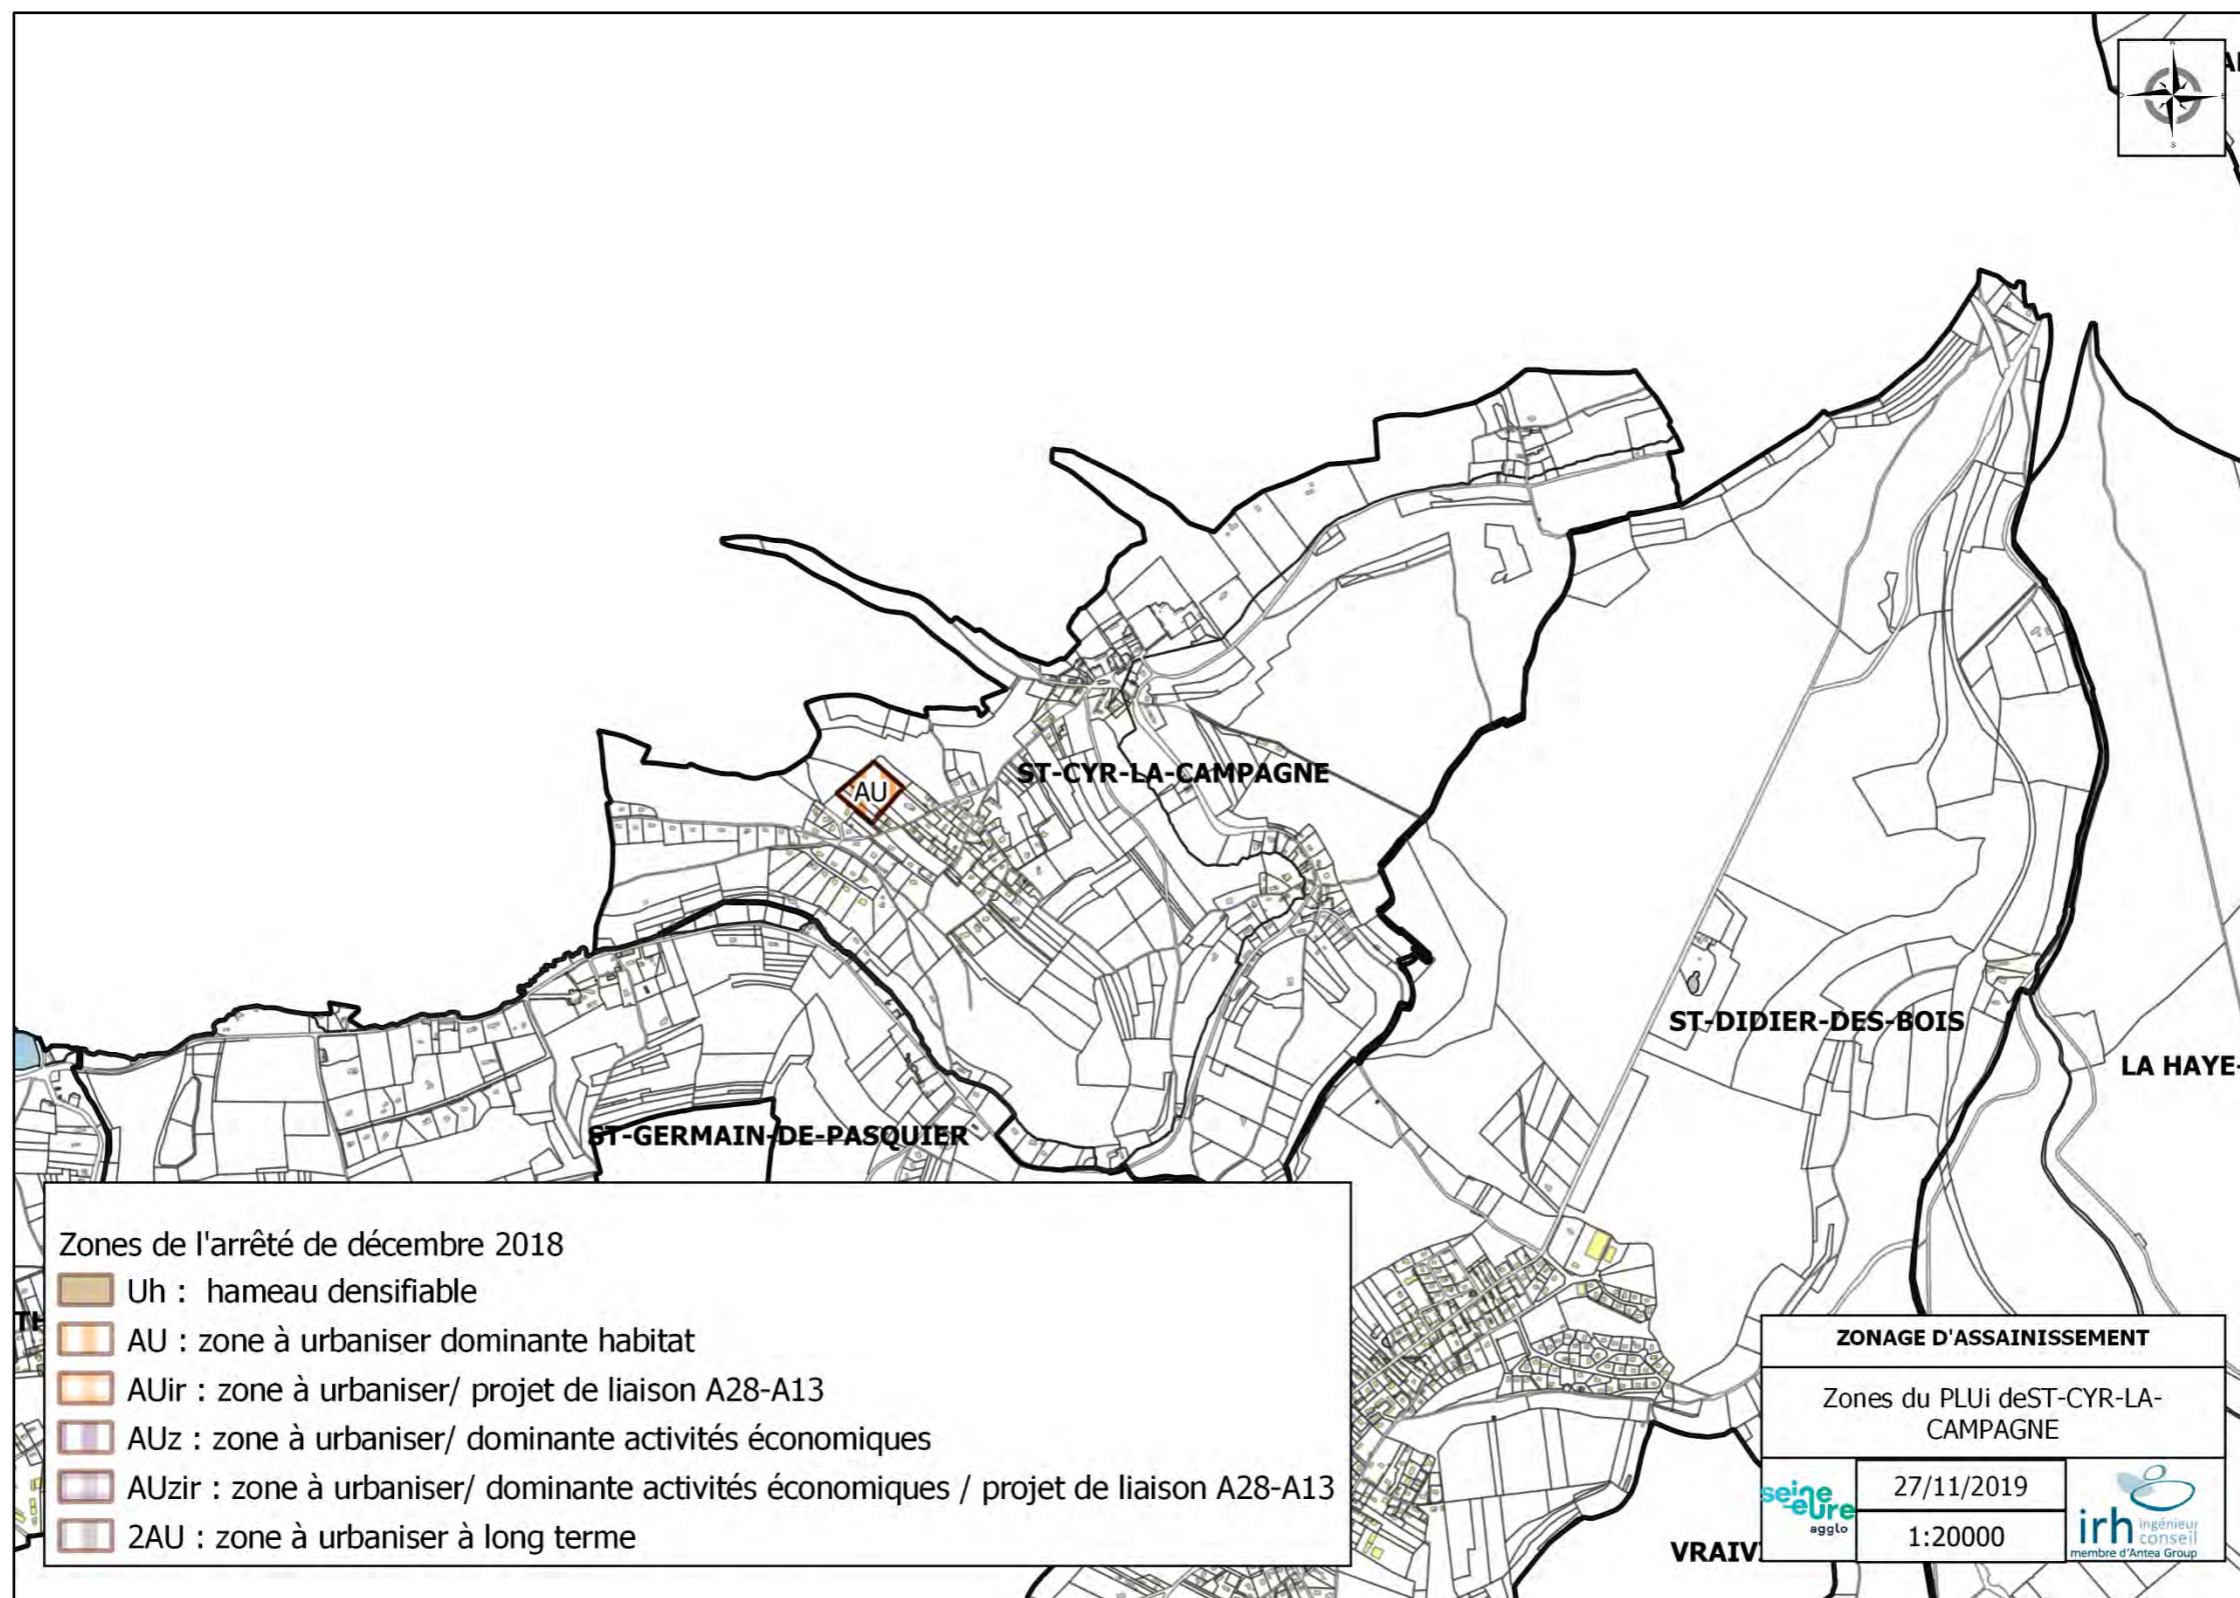 N
S
ST-CYR-LA-CAMPAGNE
AU
ST-DIDIER-DES-BOIS
LA HAYE-
ST-GERMAIN-DE-PASQUIER
VRAIV
Zones de l'arrêté de décembre 2018
Uh : hameau densifiable
AU : zone à urbaniser dominante habitat
AUir : zone à urbaniser/ projet de liaison A28-A13
AUz : zone à urbaniser/ dominante activités économiques
AUzir : zone à urbaniser/ dominante activités économiques / projet de liaison A28-A13
2AU : zone à urbaniser à long terme
ZONAGE D'ASSAINISSEMENT
Zones du PLUi deST-CYR-LA-
CAMPAGNE
seine
eure
agglo
27/11/2019
1:20000
irh ingénieur
conseil
membre d'Antea Group